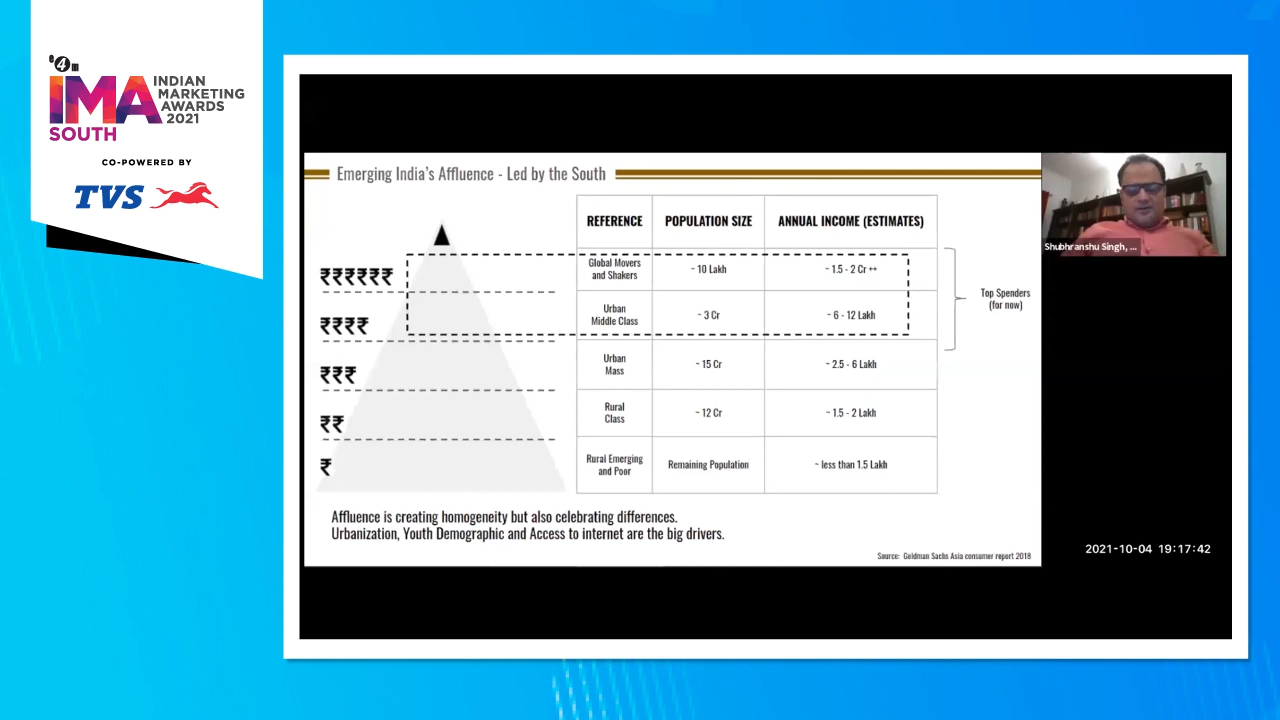 e4m
IMA
INDIAN
MARKETING
AWARDS
2021
SOUTH
CO-POWERED BY
TVS
Emerging India's Affluence - Led by the South
REFERENCE POPULATION SIZE ANNUAL INCOME (ESTIMATES)
₹₹₹₹₹₹
Global Movers
and Shakers
~ 10 Lakh
~ 1.5 - 2 Cr ++
₹₹₹₹
Urban
Middle Class
~ 3 Cr
~ 6 - 12 Lakh
Top Spenders
(for now)
₹₹₹
Urban
Mass
~ 15 Cr
~ 2.5 - 6 Lakh
₹₹
Rural
Class
~ 12 Cr
~ 1.5 - 2 Lakh
₹
Rural Emerging
and Poor
Remaining Population
~ less than 1.5 Lakh
Affluence is creating homogeneity but also celebrating differences.
Urbanization, Youth Demographic and Access to internet are the big drivers.
Source: Goldman Sachs Asia consumer report 2018
Shubhranshu Singh, ...
2021-10-04 19:17:42